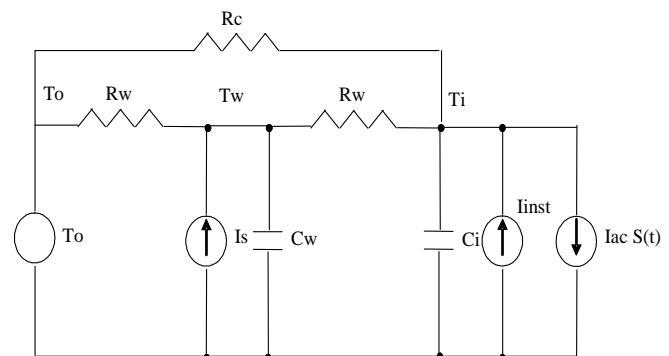 Rc
To
Rw
Tw
Rw
Ti
To
Is
Cw
Ci
Iinst
Iac S(t)